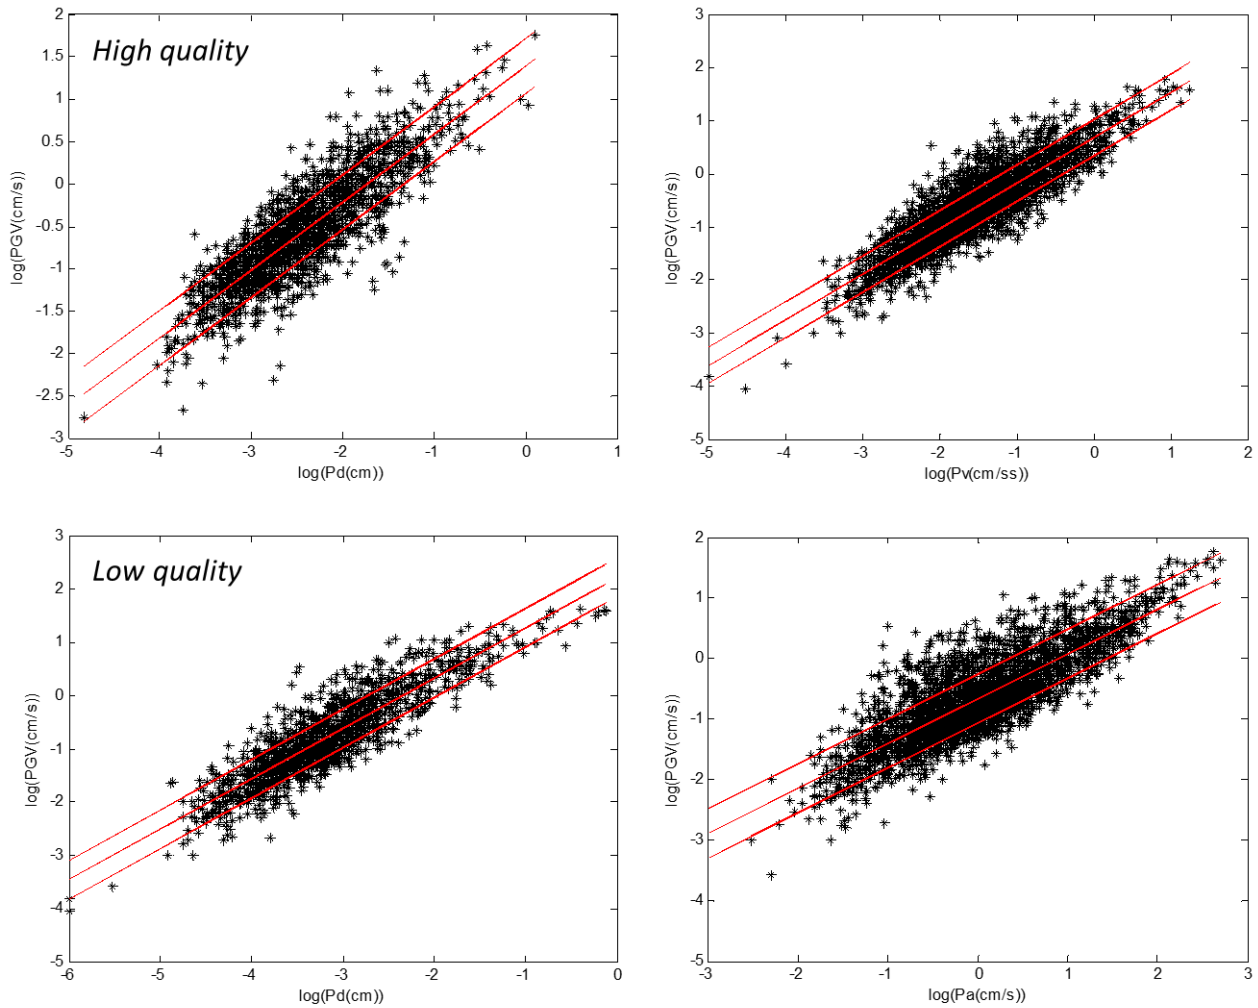 High quality
2
1.5
1
0.5
0
-0.5
-1
-1.5
-2
-2.5
-3
log(PGV(cm/s))
-5 -4 -3 -2 -1 0 1
log(Pd(cm))
3
2
1
0
-1
-2
-3
-4
-5
log(PGV(cm/s))
-5 -4 -3 -2 -1 0 1 2
log(Pv(cm/ss))
Low quality
3
2
1
0
-1
-2
-3
-4
-5
log(PGV(cm/s))
-6 -5 -4 -3 -2 -1 0
log(Pd(cm))
2
1
0
-1
-2
-3
-4
-5
log(PGV(cm/s))
-3 -2 -1 0 1 2 3
log(Pa(cm/s))